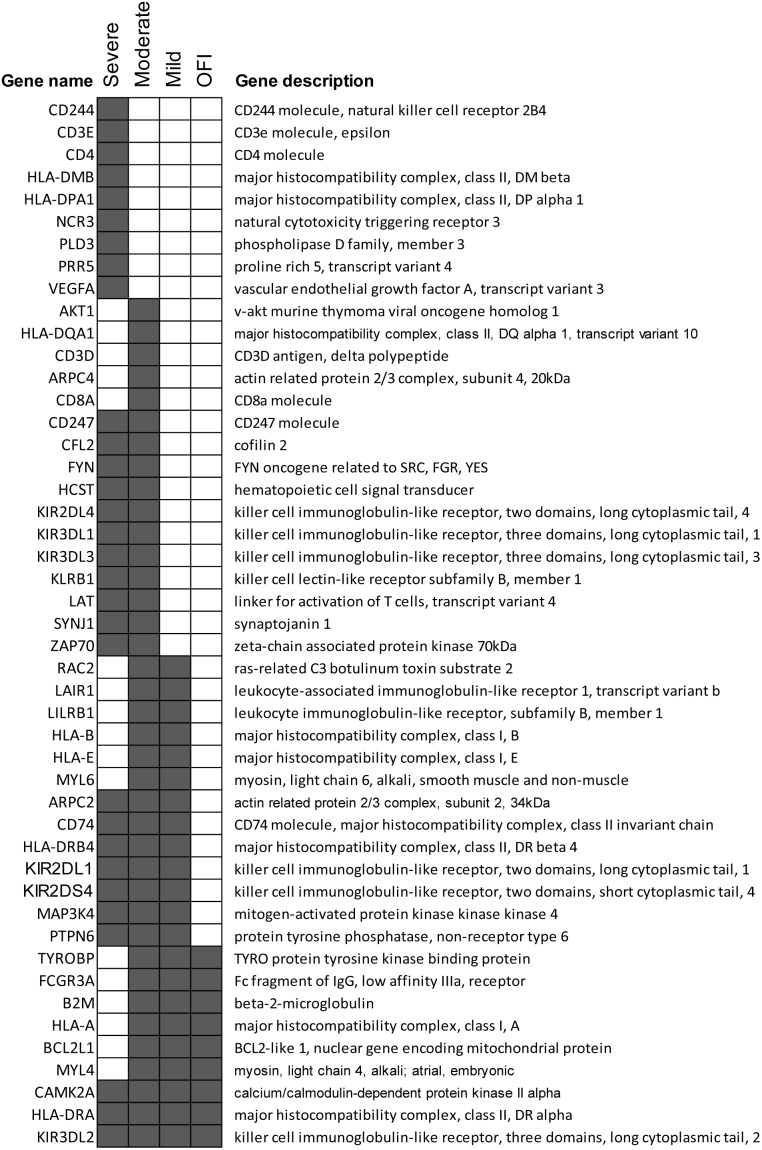 Gene name Severe Moderate Mild OFI Gene description
CD244 CD244 molecule, natural killer cell receptor 2B4
CD3E CD3e molecule, epsilon
CD4 CD4 molecule
HLA-DMB major histocompatibility complex, class II, DM beta
HLA-DPA1 major histocompatibility complex, class II, DP alpha 1
NCR3 natural cytotoxicity triggering receptor 3
PLD3 phospholipase D family, member 3
PRR5 proline rich 5, transcript variant 4
VEGFA vascular endothelial growth factor A, transcript variant 3
AKT1 v-akt murine thymoma viral oncogene homolog 1
HLA-DQA1 major histocompatibility complex, class II, DQ alpha 1, transcript variant 10
CD3D CD3D antigen, delta polypeptide
ARPC4 actin related protein 2/3 complex, subunit 4, 20kDa
CD8A CD8a molecule
CD247 CD247 molecule
CFL2 cofilin 2
FYN FYN oncogene related to SRC, FGR, YES
HCST hematopoietic cell signal transducer
KIR2DL4 killer cell immunoglobulin-like receptor, two domains, long cytoplasmic tail, 4
KIR3DL1 killer cell immunoglobulin-like receptor, three domains, long cytoplasmic tail, 1
KIR3DL3 killer cell immunoglobulin-like receptor, three domains, long cytoplasmic tail, 3
KLRB1 killer cell lectin-like receptor subfamily B, member 1
LAT linker for activation of T cells, transcript variant 4
SYNJ1 synaptojanin 1
ZAP70 zeta-chain associated protein kinase 70kDa
RAC2 ras-related C3 botulinum toxin substrate 2
LAIR1 leukocyte-associated immunoglobulin-like receptor 1, transcript variant b
LILRB1 leukocyte immunoglobulin-like receptor, subfamily B, member 1
HLA-B major histocompatibility complex, class I, B
HLA-E major histocompatibility complex, class I, E
MYL6 myosin, light chain 6, alkali, smooth muscle and non-muscle
ARPC2 actin related protein 2/3 complex, subunit 2, 34kDa
CD74 CD74 molecule, major histocompatibility complex, class II invariant chain
HLA-DRB4 major histocompatibility complex, class II, DR beta 4
KIR2DL1 killer cell immunoglobulin-like receptor, two domains, long cytoplasmic tail, 1
KIR2DS4 killer cell immunoglobulin-like receptor, two domains, short cytoplasmic tail, 4
MAP3K4 mitogen-activated protein kinase kinase kinase 4
PTPN6 protein tyrosine phosphatase, non-receptor type 6
TYROBP TYRO protein tyrosine kinase binding protein
FCGR3A Fc fragment of IgG, low affinity IIIa, receptor
B2M beta-2-microglobulin
HLA-A major histocompatibility complex, class I, A
BCL2L1 BCL2-like 1, nuclear gene encoding mitochondrial protein
MYL4 myosin, light chain 4, alkali; atrial, embryonic
CAMK2A calcium/calmodulin-dependent protein kinase II alpha
HLA-DRA major histocompatibility complex, class II, DR alpha
KIR3DL2 killer cell immunoglobulin-like receptor, three domains, long cytoplasmic tail, 2